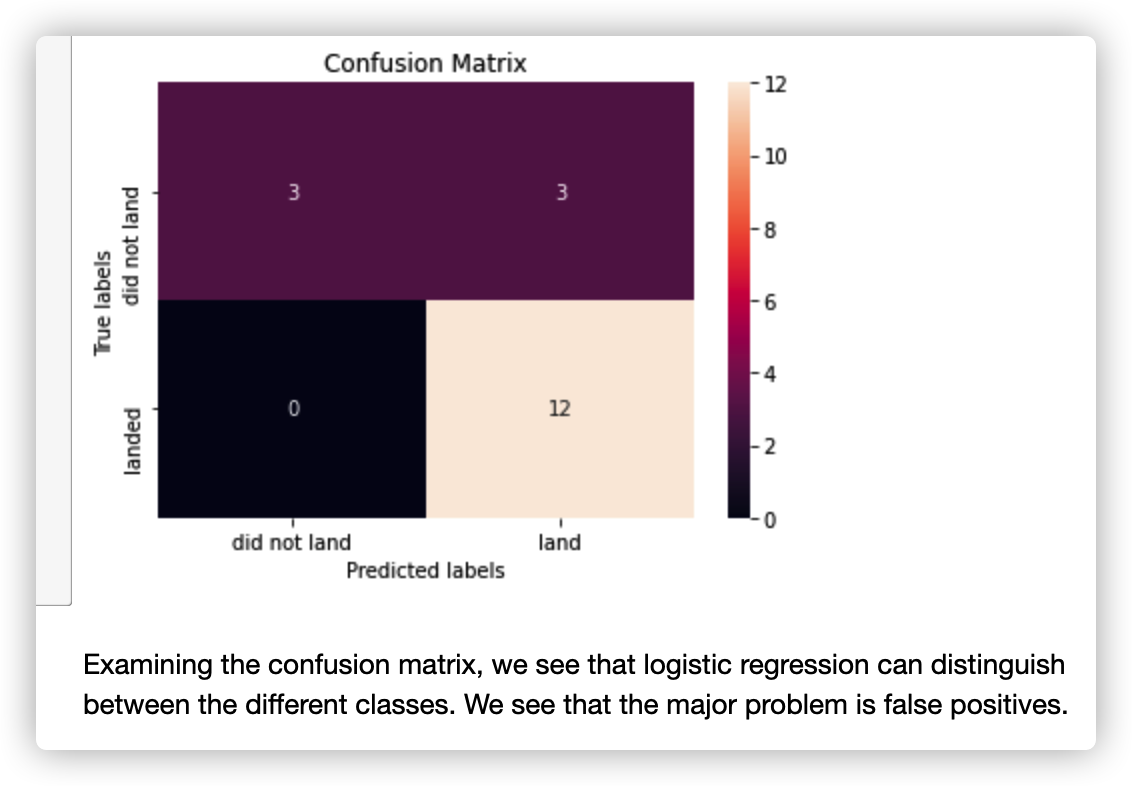 Confusion Matrix
True labels
did not land
landed
3
3
0
12
did not land
land
Predicted labels
12
10
8
6
4
2
0
Examining the confusion matrix, we see that logistic regression can distinguish
between the different classes. We see that the major problem is false positives.